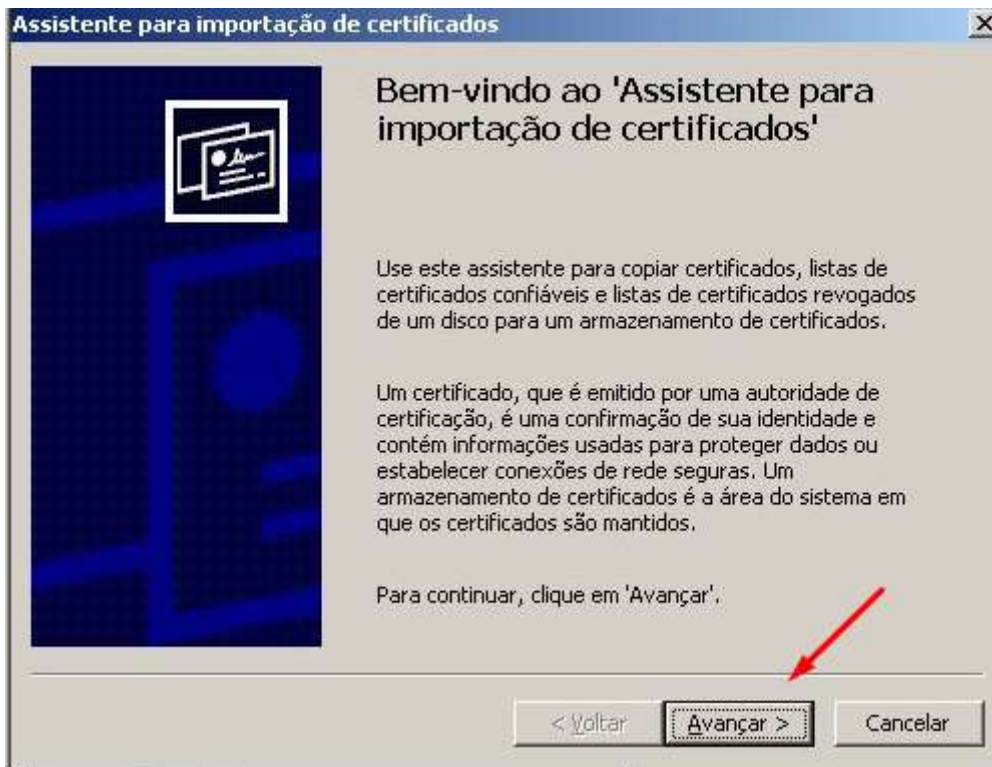 Assistente para importação de certificados
Bem-vindo ao 'Assistente para
importação de certificados'
Use este assistente para copiar certificados, listas de
certificados confiáveis e listas de certificados revogados
de um disco para um armazenamento de certificados.
Um certificado, que é emitido por uma autoridade de
certificação, é uma confirmação de sua identidade e
contém informações usadas para proteger dados ou
estabelecer conexões de rede seguras. Um
armazenamento de certificados é a área do sistema em
que os certificados são mantidos.
Para continuar, clique em 'Avançar'.
< Voltar Avançar > Cancelar